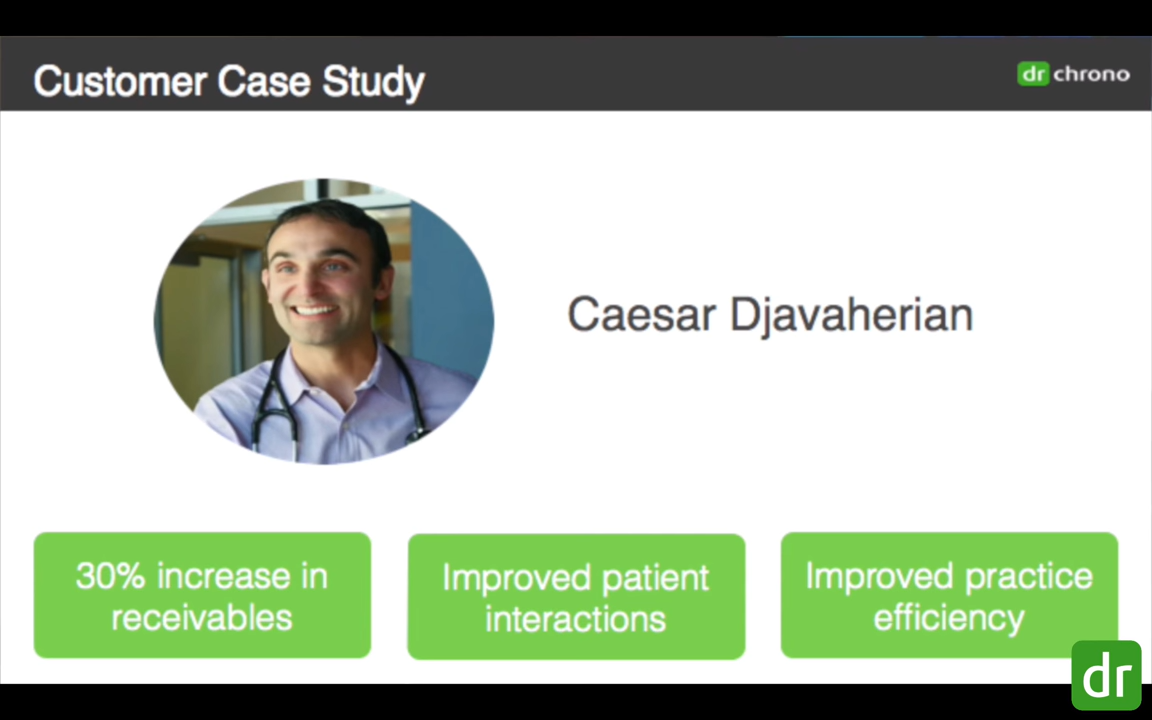 Customer Case Study
dr chrono
Caesar Djavaherian
30% increase in
receivables
Improved patient
interactions
Improved practice
efficiency
dr